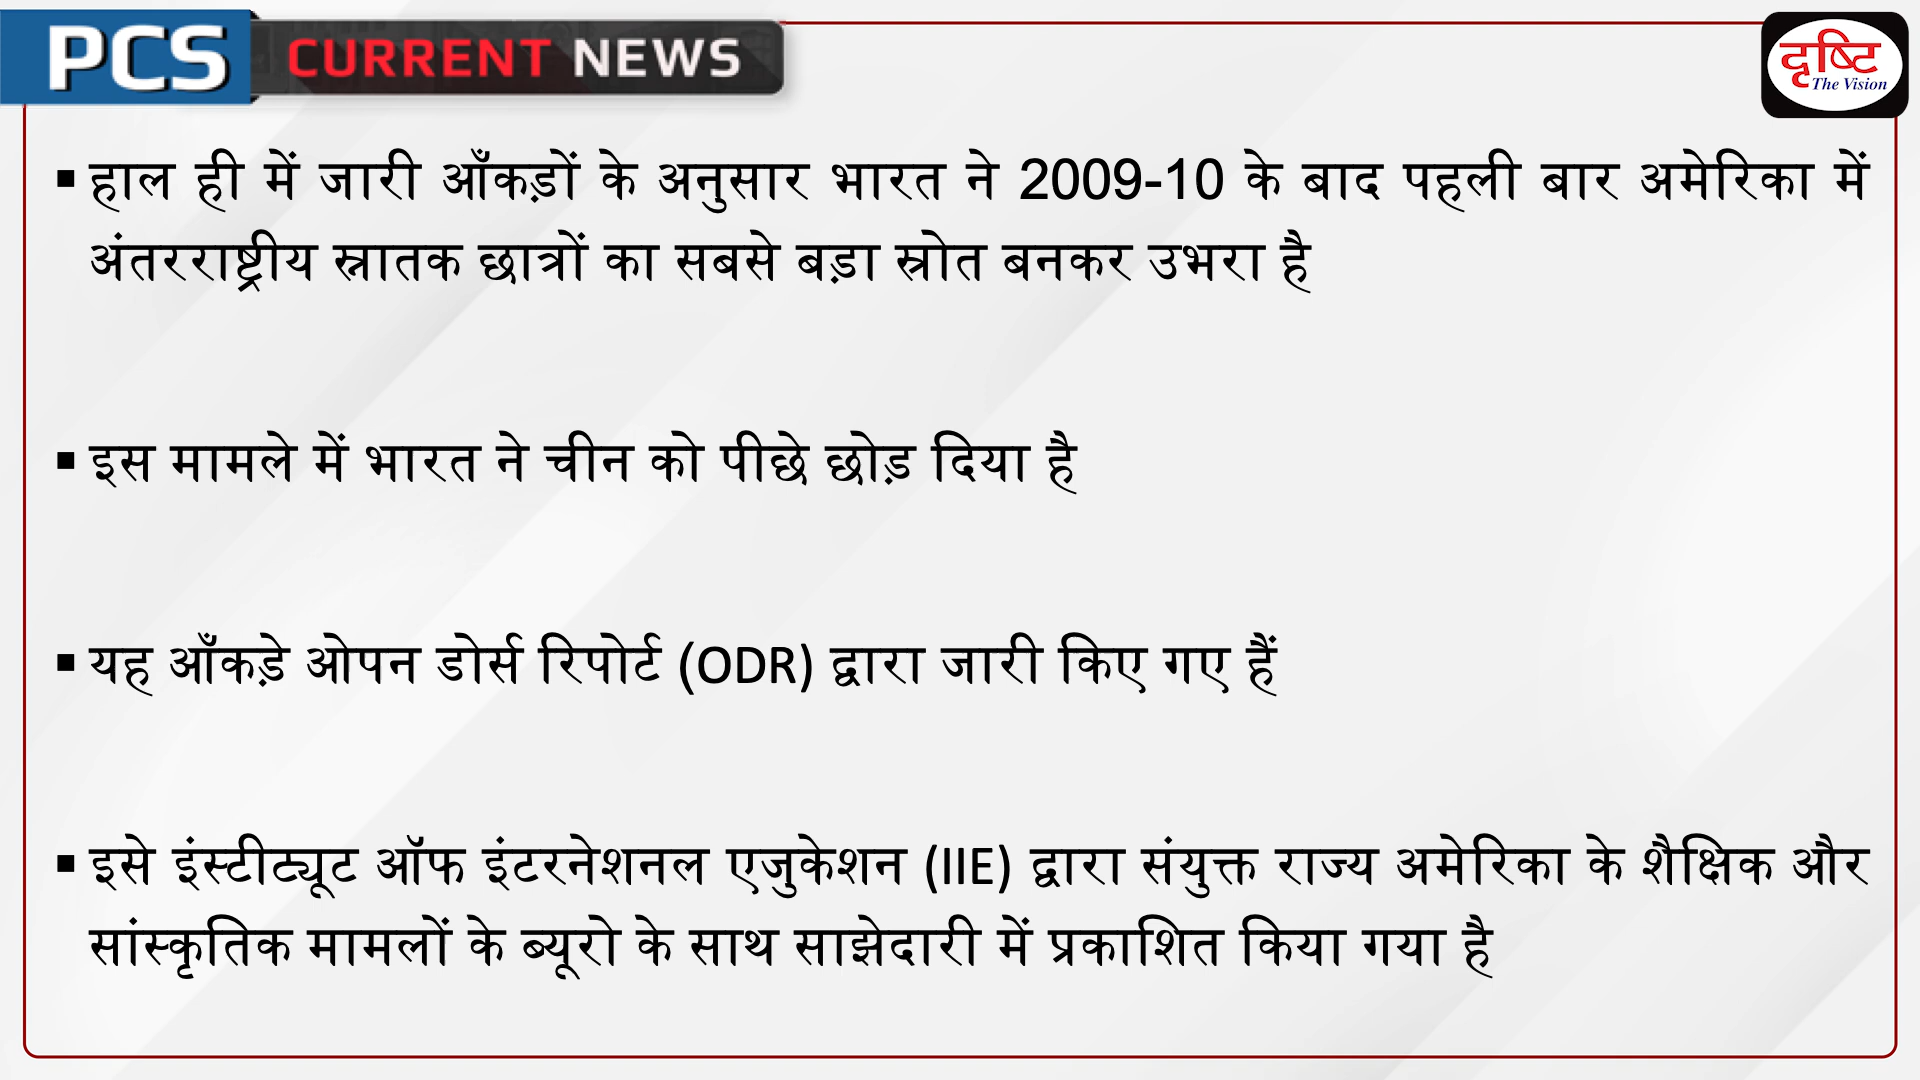 PCS CURRENT NEWS
दृष्टि
The Vision
▪ हाल ही में जारी आँकड़ों के अनुसार भारत ने 2009-10 के बाद पहली बार अमेरिका में
अंतरराष्ट्रीय स्नातक छात्रों का सबसे बड़ा स्रोत बनकर उभरा है
▪ इस मामले में भारत ने चीन को पीछे छोड़ दिया है
▪ यह आँकड़े ओपन डोर्स रिपोर्ट (ODR) द्वारा जारी किए गए हैं
▪ इसे इंस्टीट्यूट ऑफ इंटरनेशनल एजुकेशन (IIE) द्वारा संयुक्त राज्य अमेरिका के शैक्षिक और
सांस्कृतिक मामलों के ब्यूरो के साथ साझेदारी में प्रकाशित किया गया है